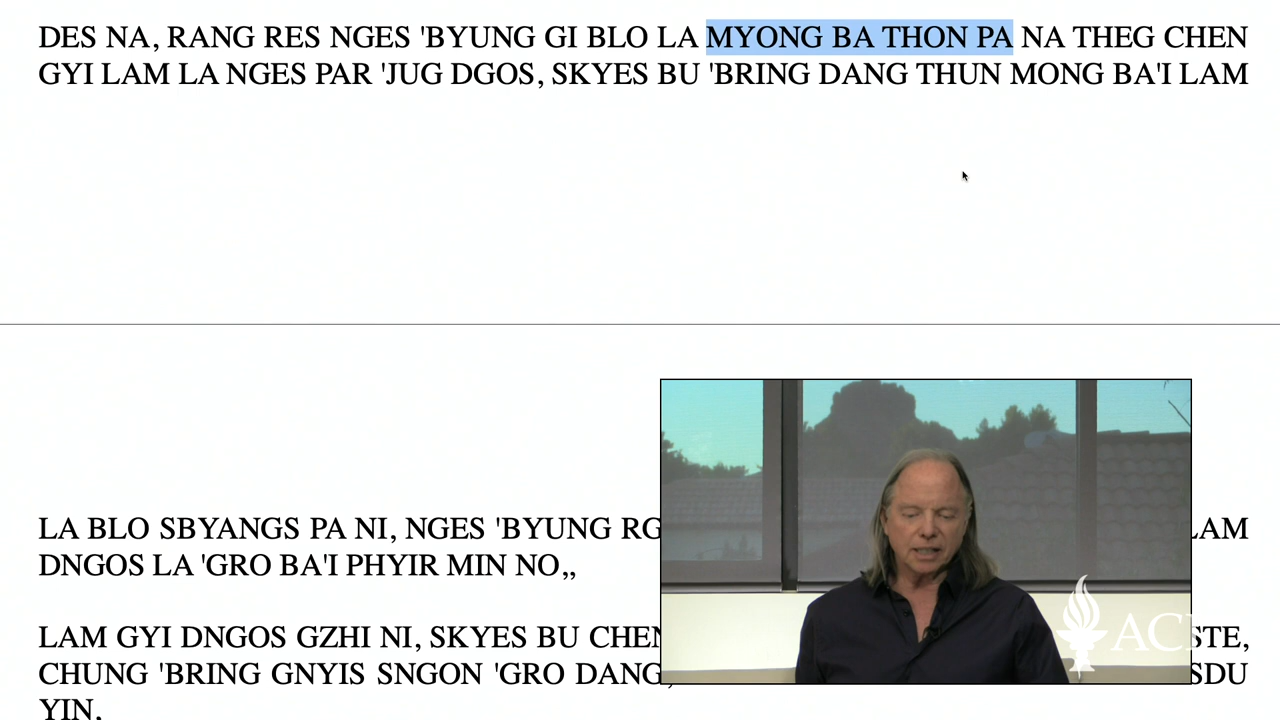 DES NA, RANG RES NGES 'BYUNG GI BLO LA MYONG BA THON PA NA THEG CHEN
GYI LAM LA NGES PAR 'JUG DGOS, SKYES BU 'BRING DANG THUN MONG BA'I LAM
LA BLO SBYANGS PA NI, NGES 'BYUNG RG LAM
DNGOS LA 'GRO BA'I PHYIR MIN NO,,
LAM GYI DNGOS GZHI NI, SKYES BU CHEN STE,
CHUNG 'BRING GNYIS SNGON 'GRO DANG, SDU
YIN,